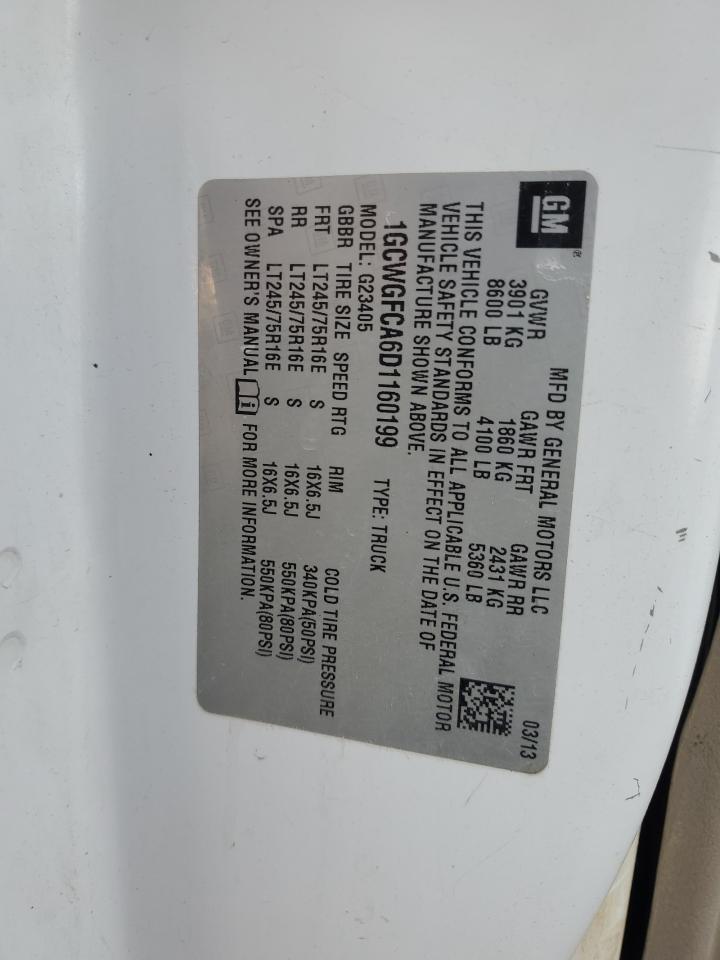 GM®
MFD BY GENERAL MOTORS LLC 03/13
GVWR GAWR FRT GAWR RR
3901 KG 1860 KG 2431 KG
8600 LB 4100 LB 5360 LB
THIS VEHICLE CONFORMS TO ALL APPLICABLE U.S. FEDERAL MOTOR
VEHICLE SAFETY STANDARDS IN EFFECT ON THE DATE OF
MANUFACTURE SHOWN ABOVE.
1GCWGFCA6D1160199 TYPE: TRUCK
MODEL: G23405
GBBR TIRE SIZE SPEED RTG RIM COLD TIRE PRESSURE
FRT LT245/75R16E S 16X6.5J 340KPA(50PSI)
RR LT245/75R16E S 16X6.5J 550KPA(80PSI)
SPA LT245/75R16E S 16X6.5J 550KPA(80PSI)
SEE OWNER'S MANUAL i FOR MORE INFORMATION.